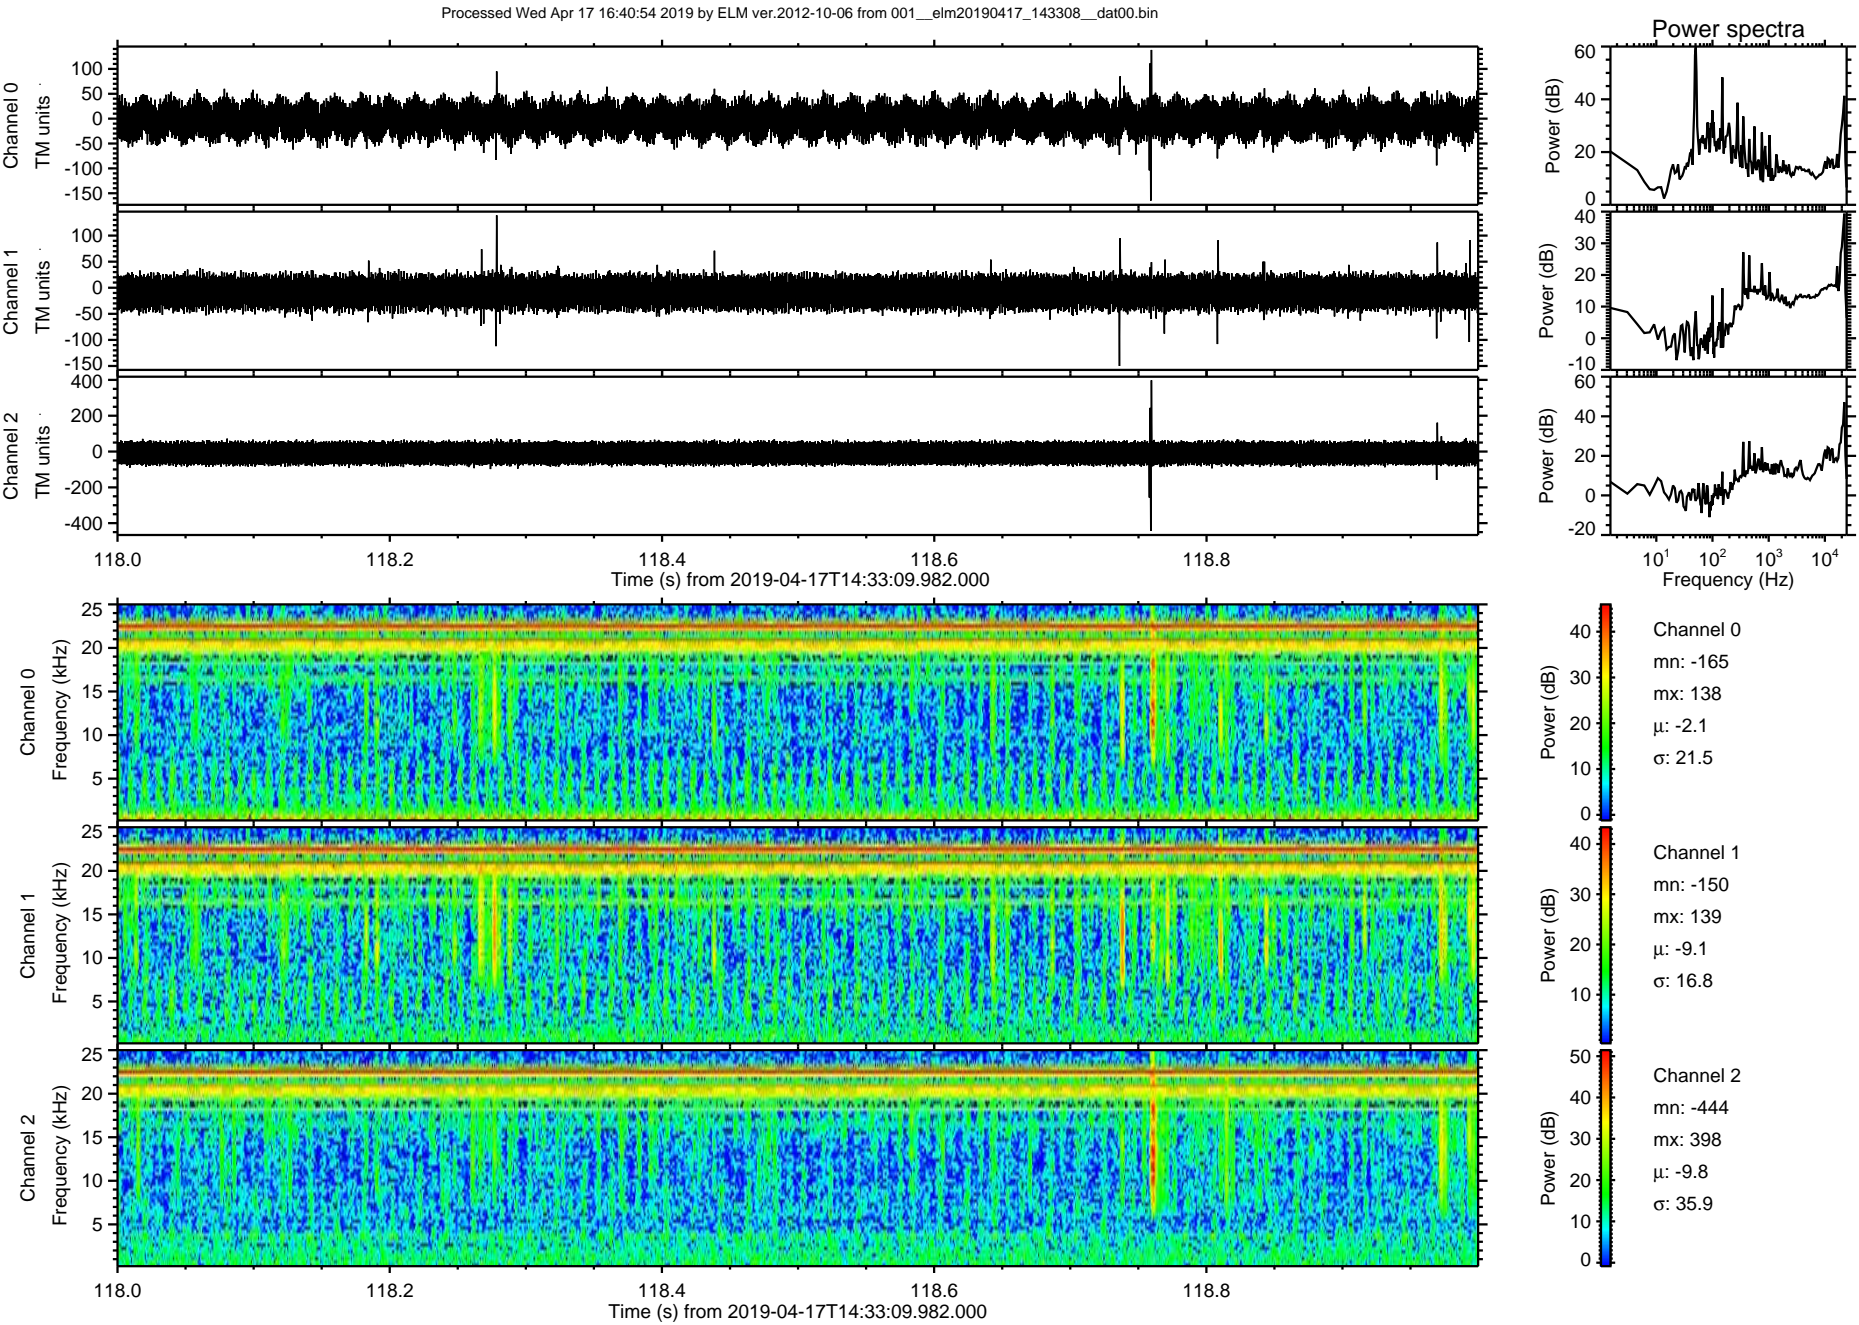 Processed Wed Apr 17 16:40:54 2019 by ELM ver.2012-10-06 from 001__elm20190417_143308__dat00.bin
Power spectra
Channel 0
TM units
100
50
0
-50
-100
-150
Power (dB)
60
40
20
0
Channel 1
TM units
100
50
0
-50
-100
-150
Power (dB)
40
30
20
10
0
-10
Channel 2
TM units
400
200
0
-200
-400
Power (dB)
60
40
20
0
-20
118.0 118.2 118.4 118.6 118.8
Time (s) from 2019-04-17T14:33:09.982.000
10^1 10^2 10^3 10^4
Frequency (Hz)
Channel 0
Frequency (kHz)
25
20
15
10
5
Power (dB)
40
30
20
10
0
Channel 0
mn: -165
mx: 138
μ: -2.1
σ: 21.5
Channel 1
Frequency (kHz)
25
20
15
10
5
Power (dB)
40
30
20
10
Channel 1
mn: -150
mx: 139
μ: -9.1
σ: 16.8
Channel 2
Frequency (kHz)
25
20
15
10
5
Power (dB)
50
40
30
20
10
0
Channel 2
mn: -444
mx: 398
μ: -9.8
σ: 35.9
118.0 118.2 118.4 118.6 118.8
Time (s) from 2019-04-17T14:33:09.982.000